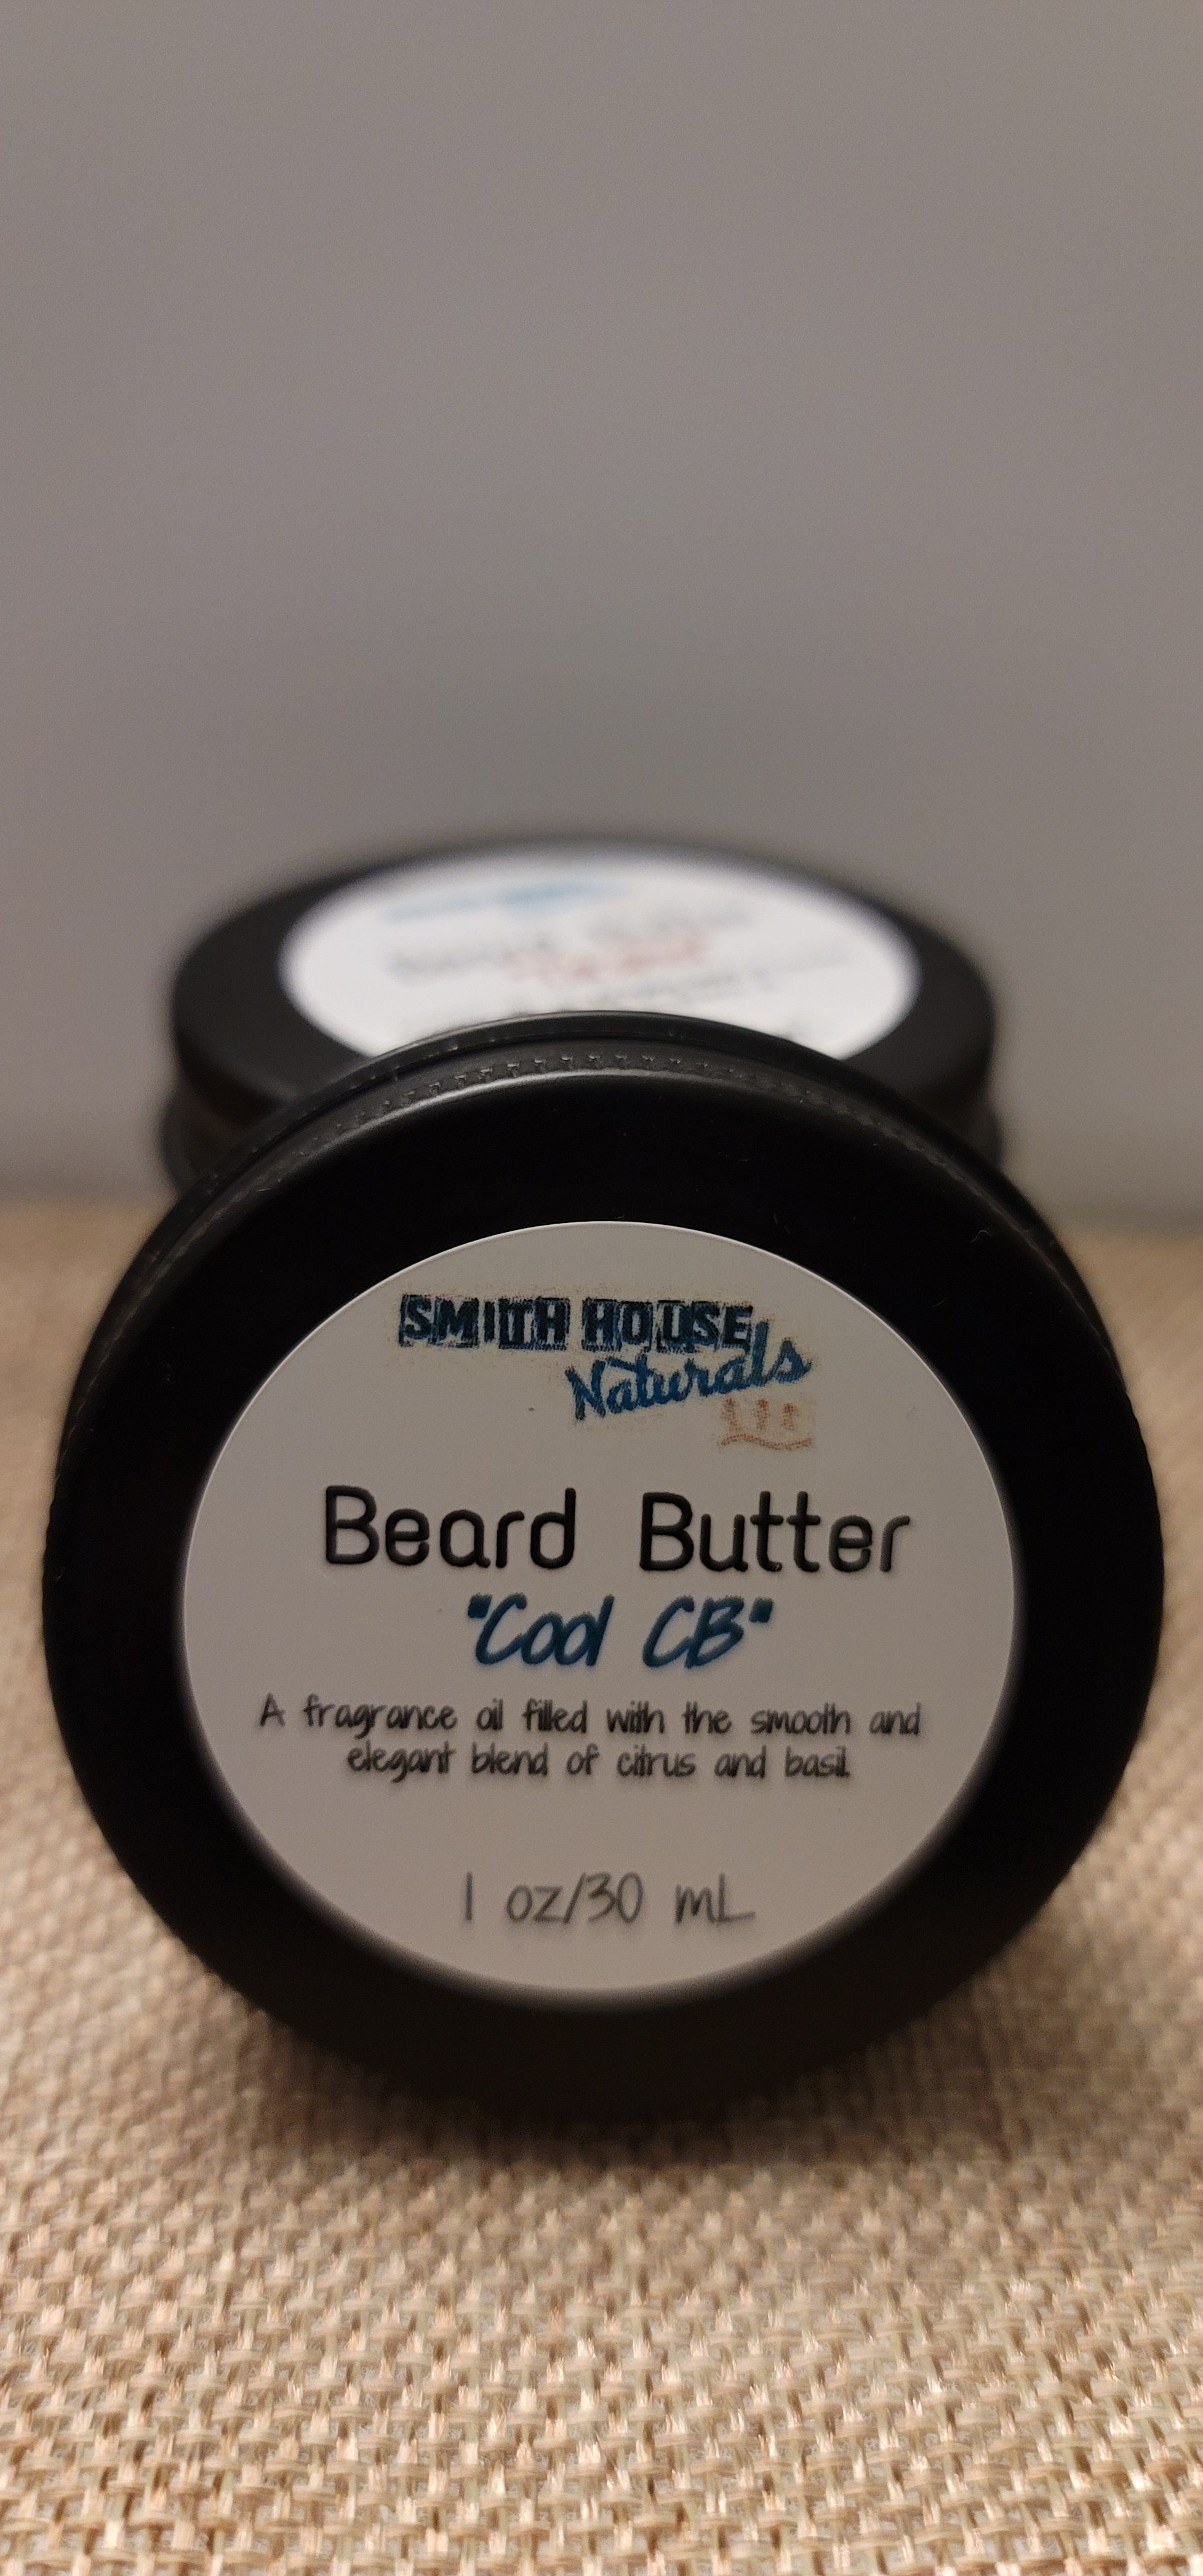 SMITH HOUSE
Naturals
Beard Butter
"Cool CB"
A fragrance oil filled with the smooth and
elegant blend of citrus and basil.
1 oz/30 mL